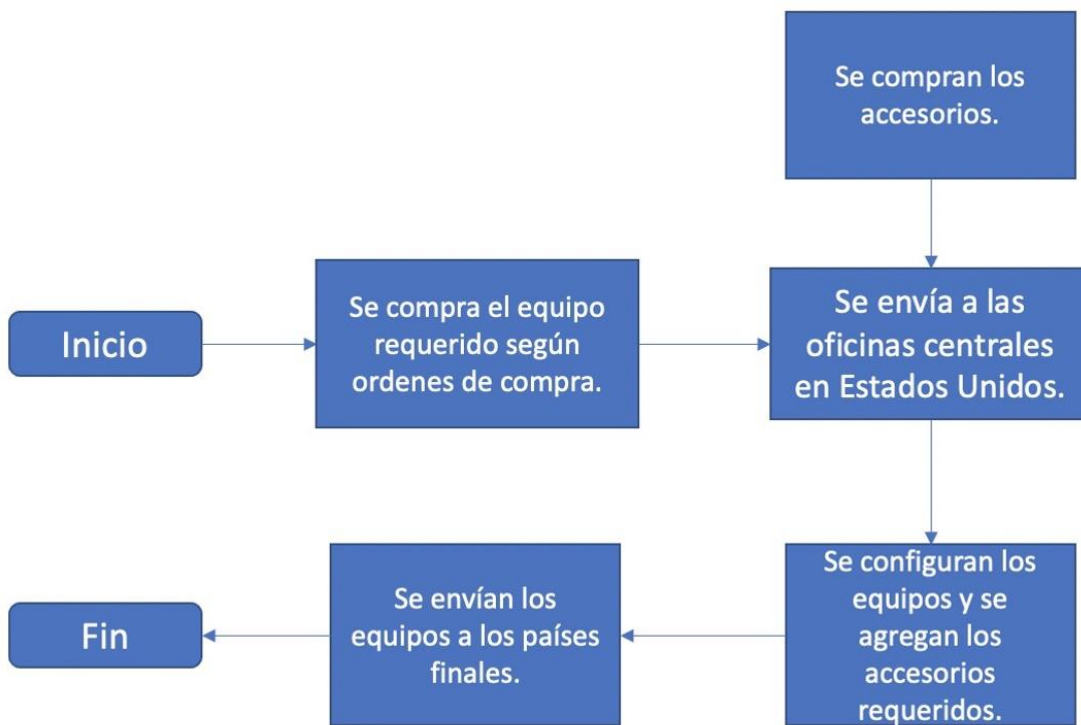 Se compran los
accesorios.
Inicio
Se compra el equipo
requerido según
ordenes de compra.
Se envía a las
oficinas centrales
en Estados Unidos.
Se configuran los
equipos y se
agregan los
accesorios
requeridos.
Se envían los
equipos a los países
finales.
Fin